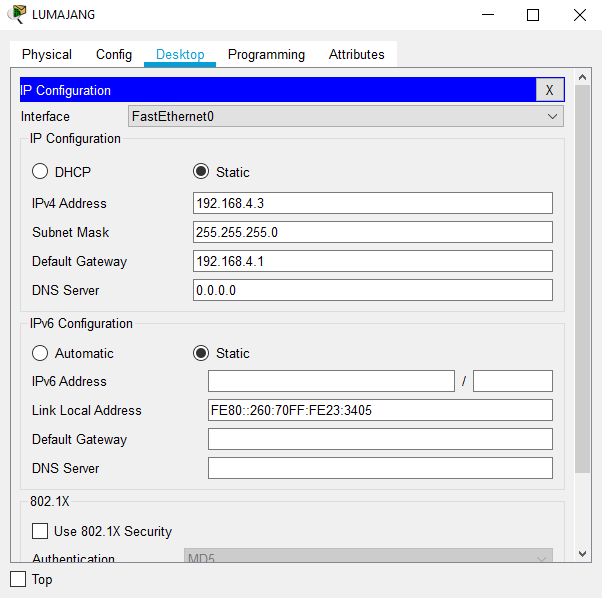 LUMAJANG
Physical Config Desktop Programming Attributes
IP Configuration X
Interface FastEthernet0
IP Configuration
DHCP Static
IPv4 Address 192.168.4.3
Subnet Mask 255.255.255.0
Default Gateway 192.168.4.1
DNS Server 0.0.0.0
IPv6 Configuration
Automatic Static
IPv6 Address /
Link Local Address FE80::260:70FF:FE23:3405
Default Gateway
DNS Server
802.1X
Use 802.1X Security
Authentication MD5
Top